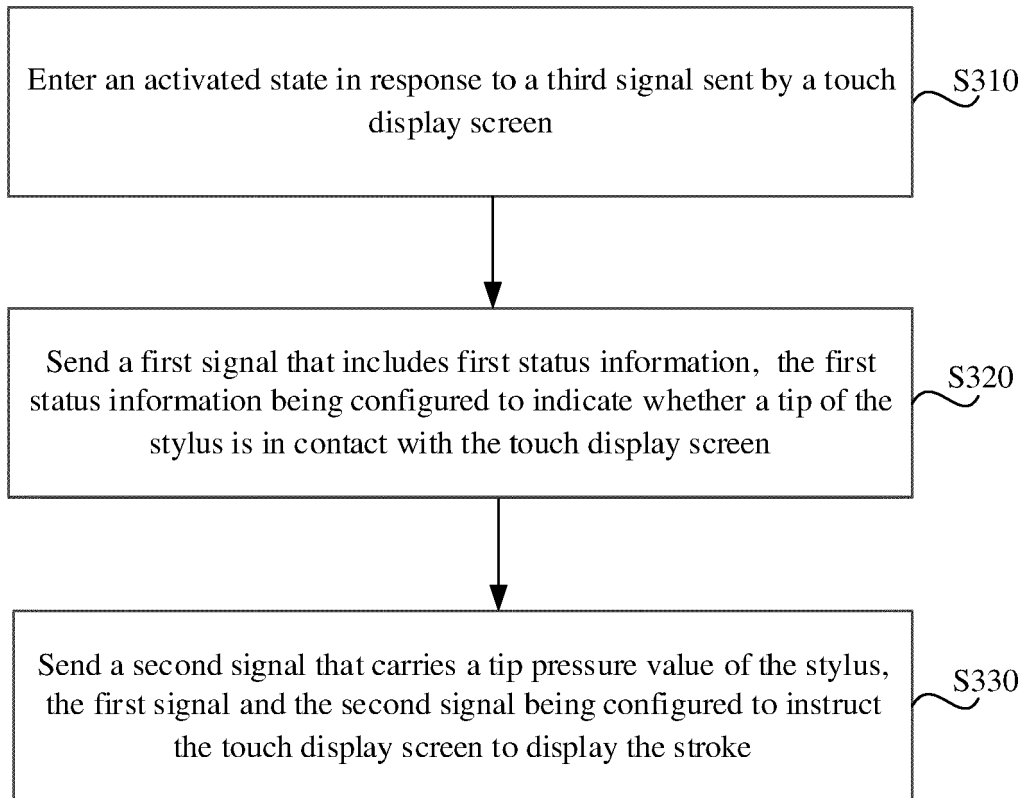 Enter an activated state in response to a third signal sent by a touch
display screen
S310
Send a first signal that includes first status information, the first
status information being configured to indicate whether a tip of the
stylus is in contact with the touch display screen
S320
Send a second signal that carries a tip pressure value of the stylus,
the first signal and the second signal being configured to instruct
the touch display screen to display the stroke
S330